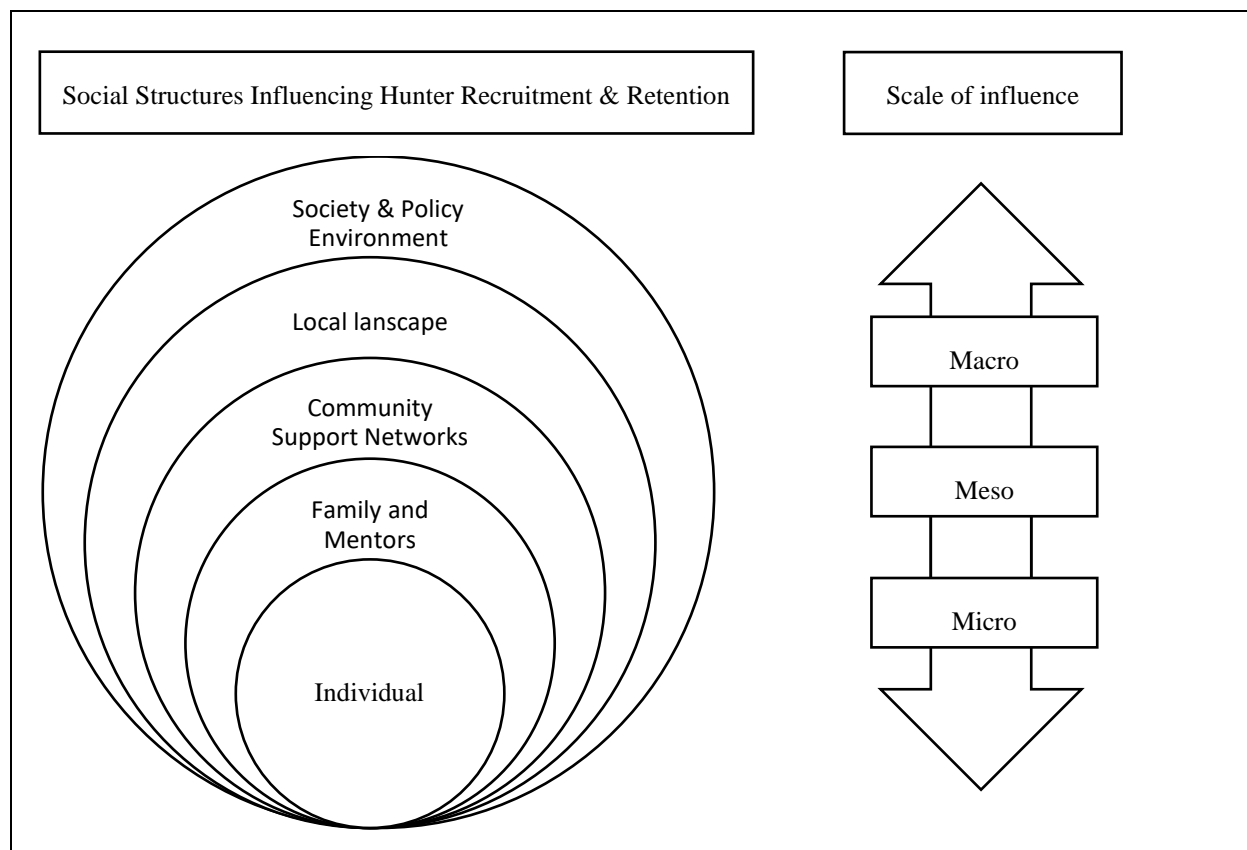 Social Structures Influencing Hunter Recruitment & Retention
Scale of influence
Society & Policy
Environment
Local lanscape
Community
Support Networks
Family and
Mentors
Individual
Macro
Meso
Micro